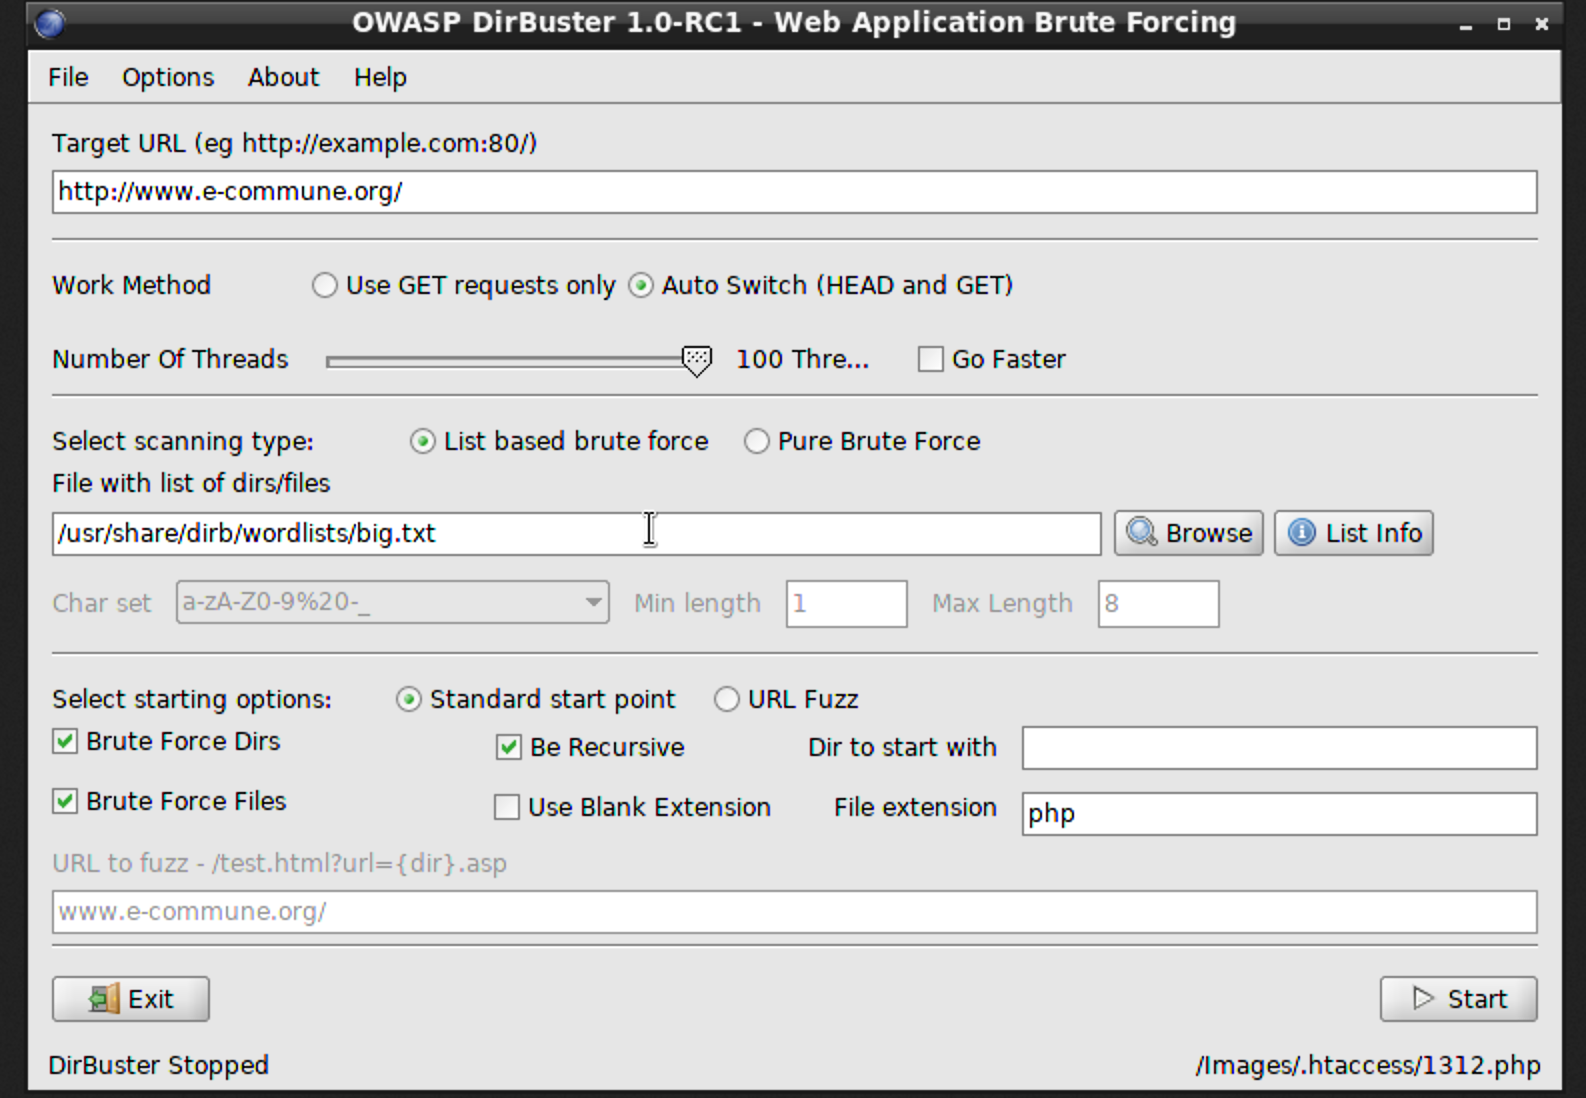 OWASP DirBuster 1.0-RC1 - Web Application Brute Forcing
File Options About Help
Target URL (eg http://example.com:80/)
http://www.e-commune.org/
Work Method Use GET requests only Auto Switch (HEAD and GET)
Number Of Threads 100 Thre... Go Faster
Select scanning type: List based brute force Pure Brute Force
File with list of dirs/files
/usr/share/dirb/wordlists/big.txt Browse List Info
Char set a-zA-Z0-9%20-_ Min length 1 Max Length 8
Select starting options: Standard start point URL Fuzz
Brute Force Dirs Be Recursive Dir to start with
Brute Force Files Use Blank Extension File extension php
URL to fuzz - /test.html?url={dir}.asp
www.e-commune.org/
Exit Start
DirBuster Stopped /Images/.htaccess/1312.php